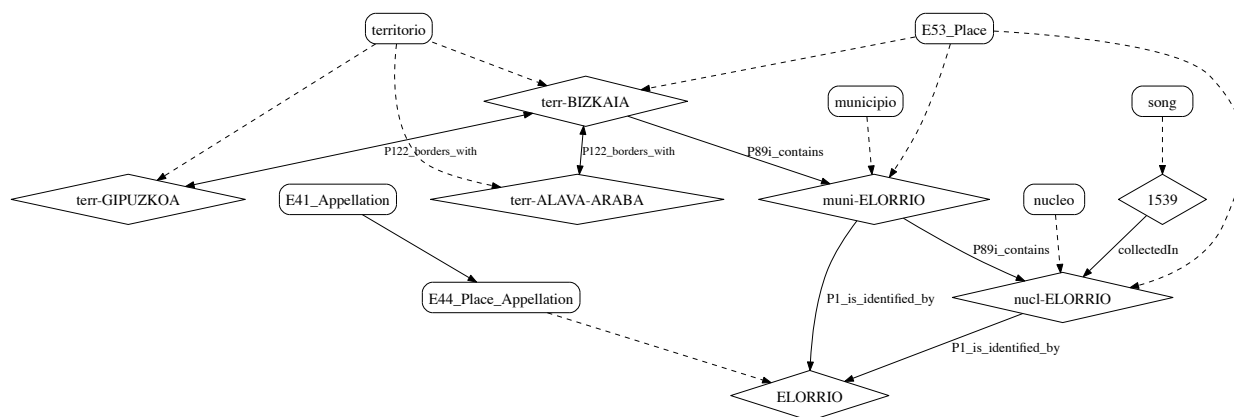 territorio
E53_Place
terr-BIZKAIA
municipio
song
P122_borders_with
P122_borders_with
P89i_contains
terr-GIPUZKOA
E41_Appellation
terr-ALAVA-ARABA
muni-ELORRIO
nucleo
1539
P89i_contains
collectedIn
E44_Place_Appellation
P1_is_identified_by
nucl-ELORRIO
P1_is_identified_by
ELORRIO